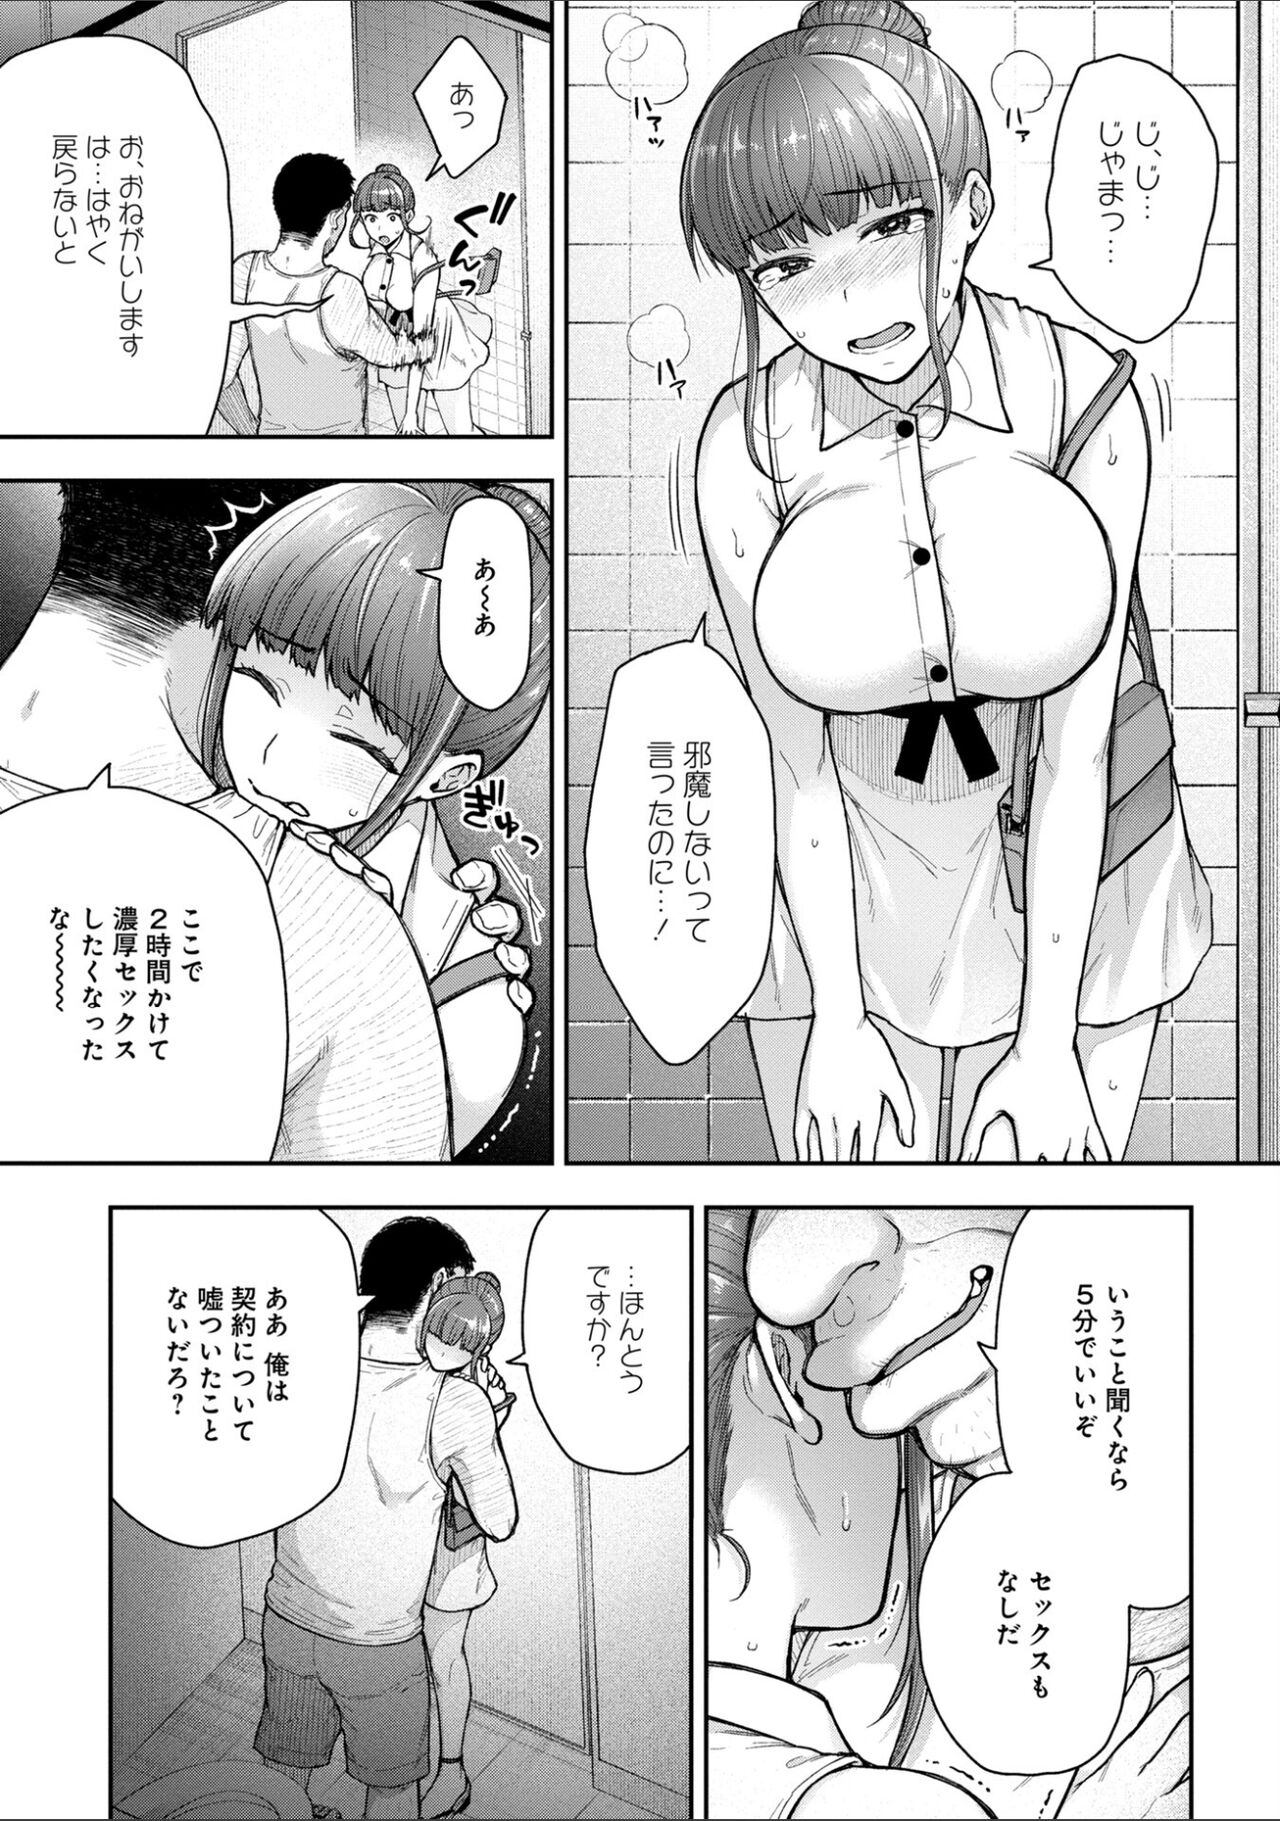 じ、じ…
じゃまっ…
ハァッ
ハァ
ハァ
邪魔しないって
言ったのに…！
あっ
ぐんっ
お、おねがいします
は…はやく
戻らないと
あ～あ
ぎゅっ
ここで
2時間かけて
濃厚セックス
したくなった
な～～～～
いうこと聞くなら
5分でいいぞ
セックスも
なしだ
…ほんとう
ですか？
ああ 俺は
契約について
嘘ついたこと
ないだろ？